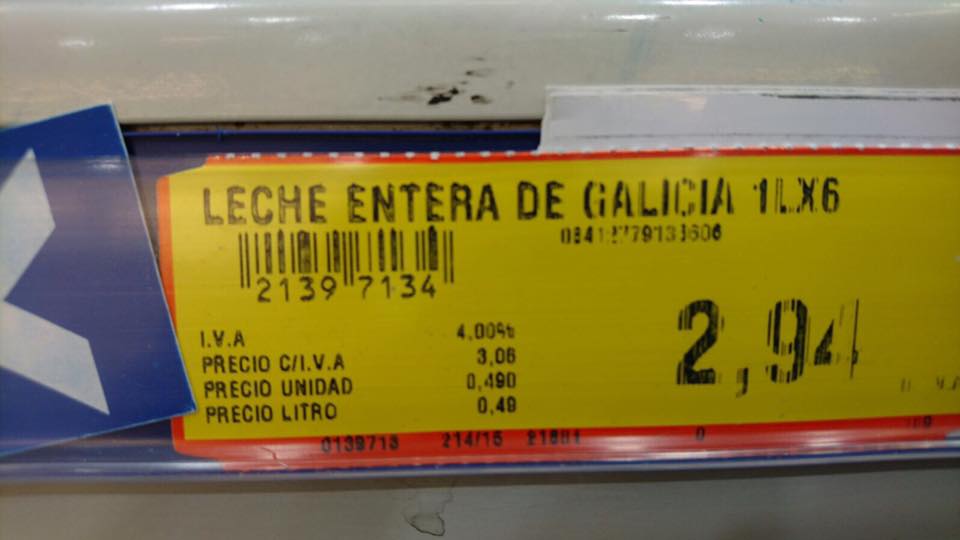 LECHE ENTERA DE GALICIA 1LX6
2139 7134
I.V.A 4.00%
PRECIO C/I.V.A 3,06
PRECIO UNIDAD 0,490
PRECIO LITRO 0,49
2,94
0139713 214/15
0